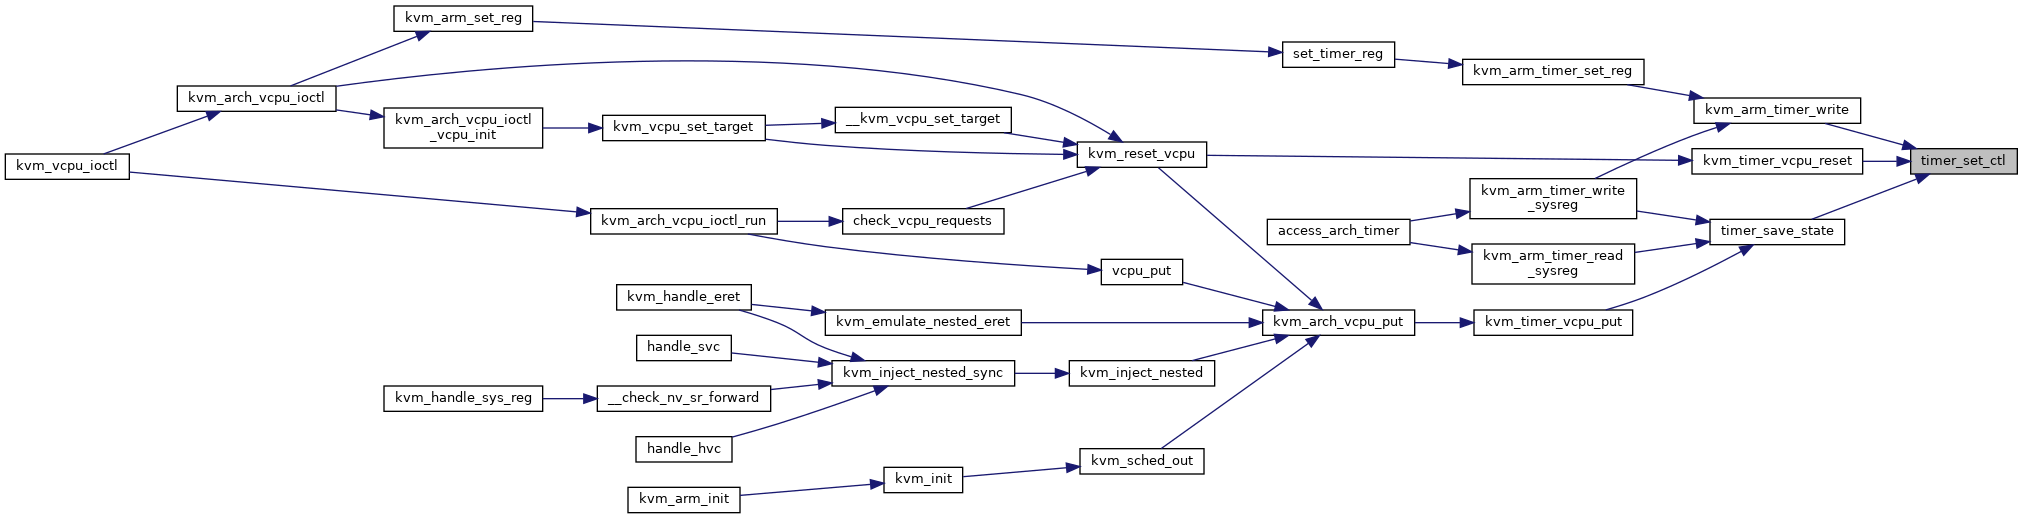 kvm_arm_set_reg
set_timer_reg
kvm_arm_timer_set_reg
kvm_arch_vcpu_ioctl
kvm_arm_timer_write
kvm_arch_vcpu_ioctl
_vcpu_init
kvm_vcpu_set_target
__kvm_vcpu_set_target
kvm_reset_vcpu
kvm_timer_vcpu_reset
timer_set_ctl
kvm_vcpu_ioctl
kvm_arm_timer_write
_sysreg
kvm_arch_vcpu_ioctl_run
check_vcpu_requests
access_arch_timer
timer_save_state
kvm_arm_timer_read
_sysreg
vcpu_put
kvm_handle_eret
kvm_emulate_nested_eret
kvm_arch_vcpu_put
kvm_timer_vcpu_put
handle_svc
kvm_inject_nested_sync
kvm_inject_nested
kvm_handle_sys_reg
__check_nv_sr_forward
handle_hvc
kvm_sched_out
kvm_init
kvm_arm_init